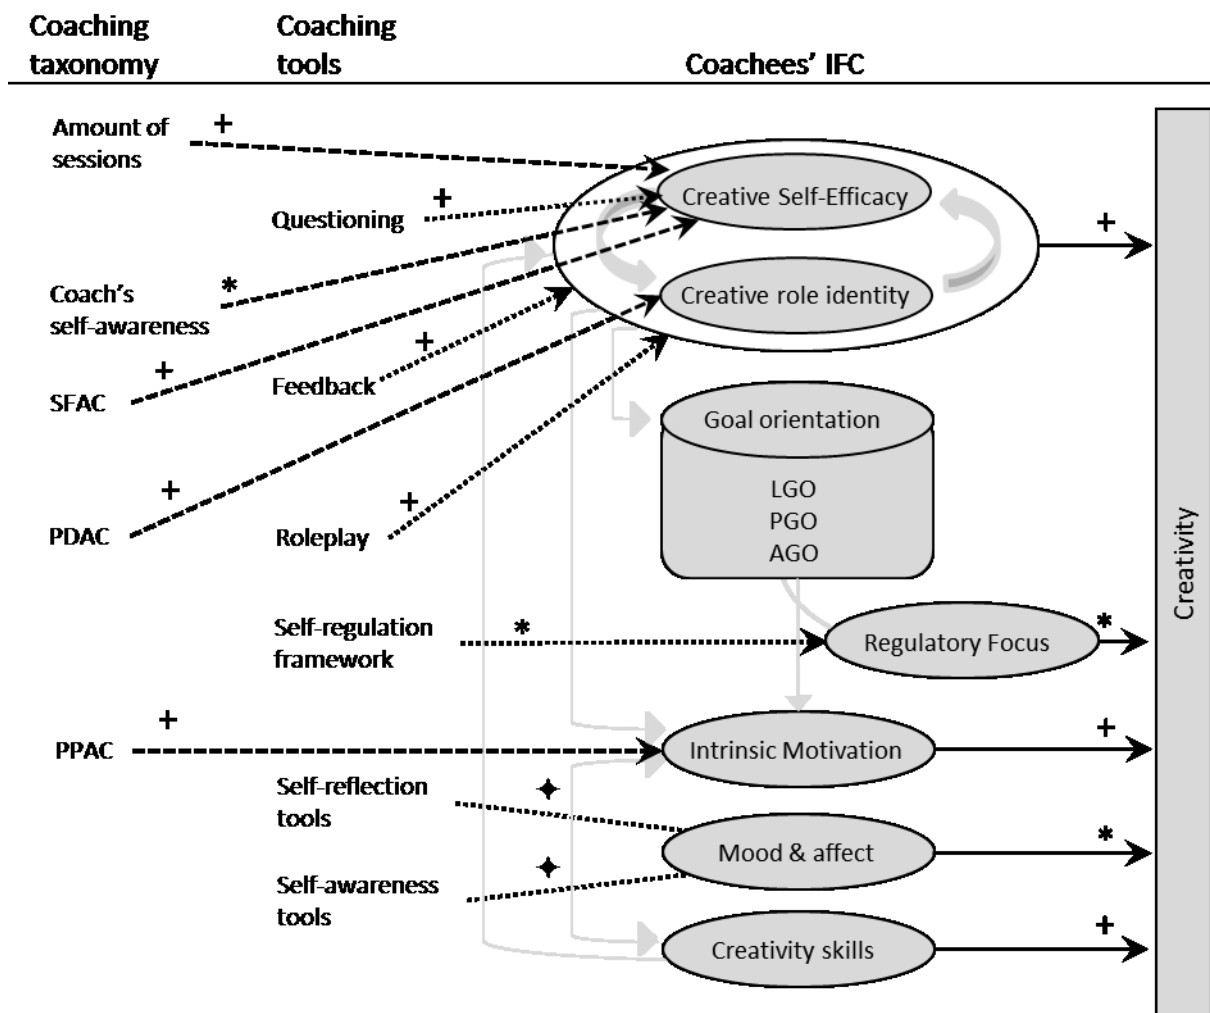 Coaching taxonomy
Coaching tools
Coachees' IFC
Amount of sessions
+
Questioning
+
Coach's self-awareness
*
SFAC
+
Feedback
+
PDAC
+
Roleplay
+
Self-regulation framework
*
PPAC
+
Self-reflection tools
✦
Self-awareness tools
✦
Creative Self-Efficacy
Creative role identity
+
Goal orientation
LGO
PGO
AGO
Regulatory Focus
*
Intrinsic Motivation
+
Mood & affect
*
Creativity skills
+
Creativity